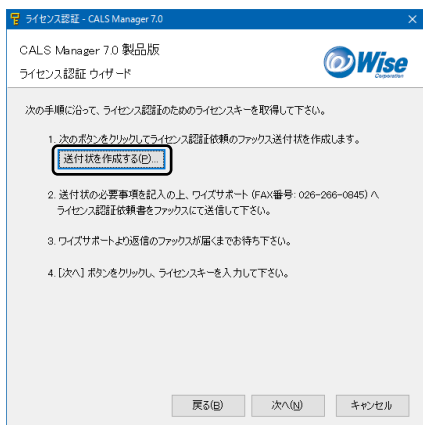 ライセンス認証 - CALS Manager 7.0
CALS Manager 7.0 製品版
ライセンス認証 ウィザード
Wise
Corporation
次の手順に沿って、ライセンス認証のためのライセンスキーを取得して下さい。
1. 次のボタンをクリックしてライセンス認証依頼のファックス送付状を作成します。
送付状を作成する(P)...
2. 送付状の必要事項を記入の上、ワイズサポート (FAX番号: 026-266-0845) へ
ライセンス認証依頼書をファックスにて送信して下さい。
3. ワイズサポートより返信のファックスが届くまでお待ち下さい。
4. [次へ] ボタンをクリックし、ライセンスキーを入力して下さい。
戻る(B)
次へ(N)
キャンセル